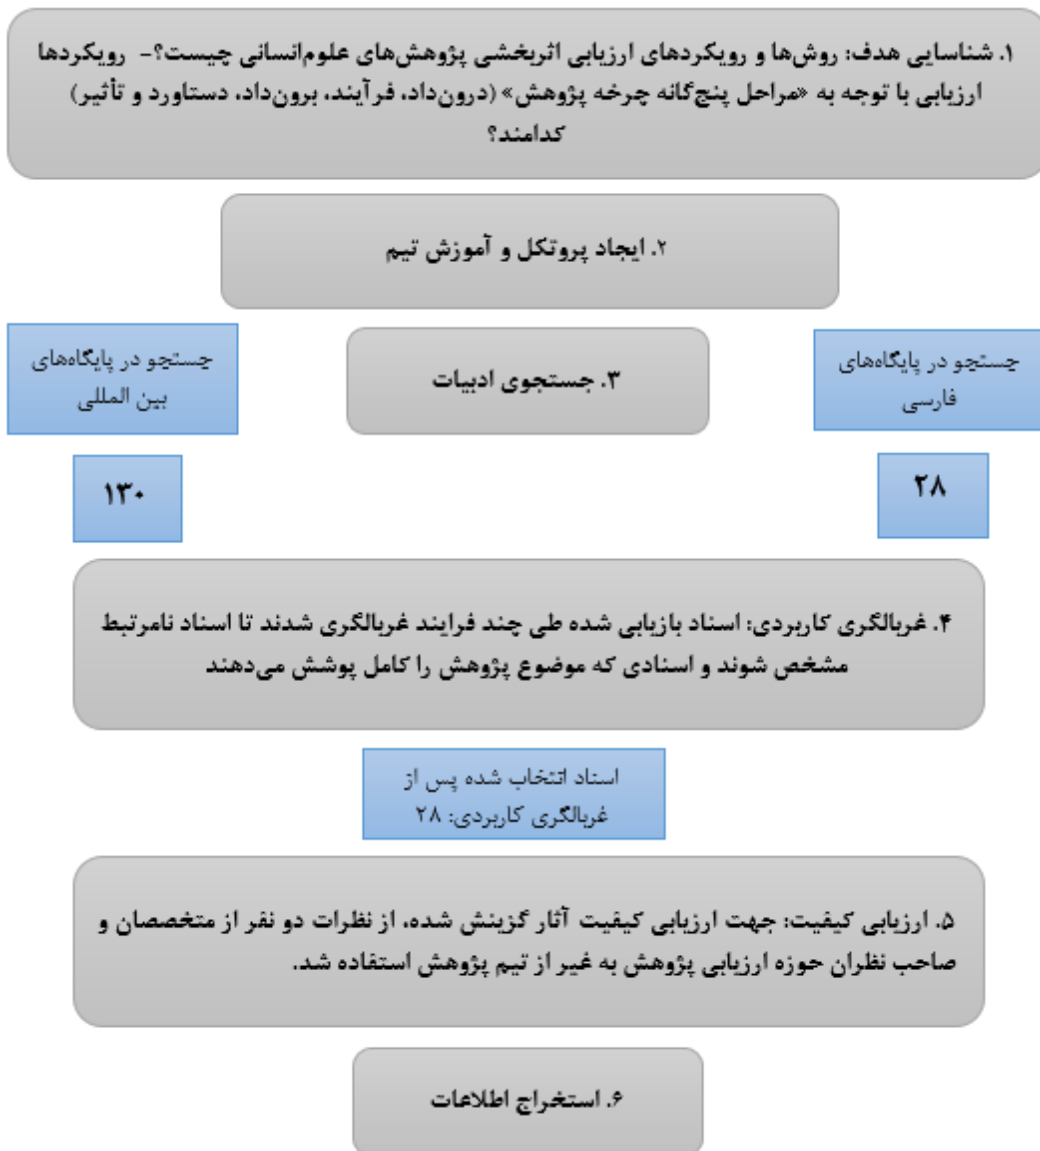 ۱. شناسایی هدف: روش‌ها و رویکردهای ارزیابی اثربخشی پژوهش‌های علوم‌انسانی چیست؟- رویکردها
ارزیابی با توجه به «مراحل پنج‌گانه چرخه پژوهش» (درون‌داد، فرآیند، برون‌داد، دستاورد و تأثیر)
کدامند؟
۲. ایجاد پروتکل و آموزش تیم
جستجو در پایگاه‌های
فارسی
۳. جستجوی ادبیات
جستجو در پایگاه‌های
بین المللی
۲۸
۱۳۰
۴. غربالگری کاربردی: اسناد بازیابی شده طی چند فرایند غربالگری شدند تا اسناد نامرتبط
مشخص شوند و اسنادی که موضوع پژوهش را کامل پوشش می‌دهند
اسناد انتخاب شده پس از
غربالگری کاربردی: ۲۸
۵. ارزیابی کیفیت: جهت ارزیابی کیفیت آثار گزینش شده، از نظرات دو نفر از متخصصان و
صاحب نظران حوزه ارزیابی پژوهش به غیر از تیم پژوهش استفاده شد.
۶. استخراج اطلاعات